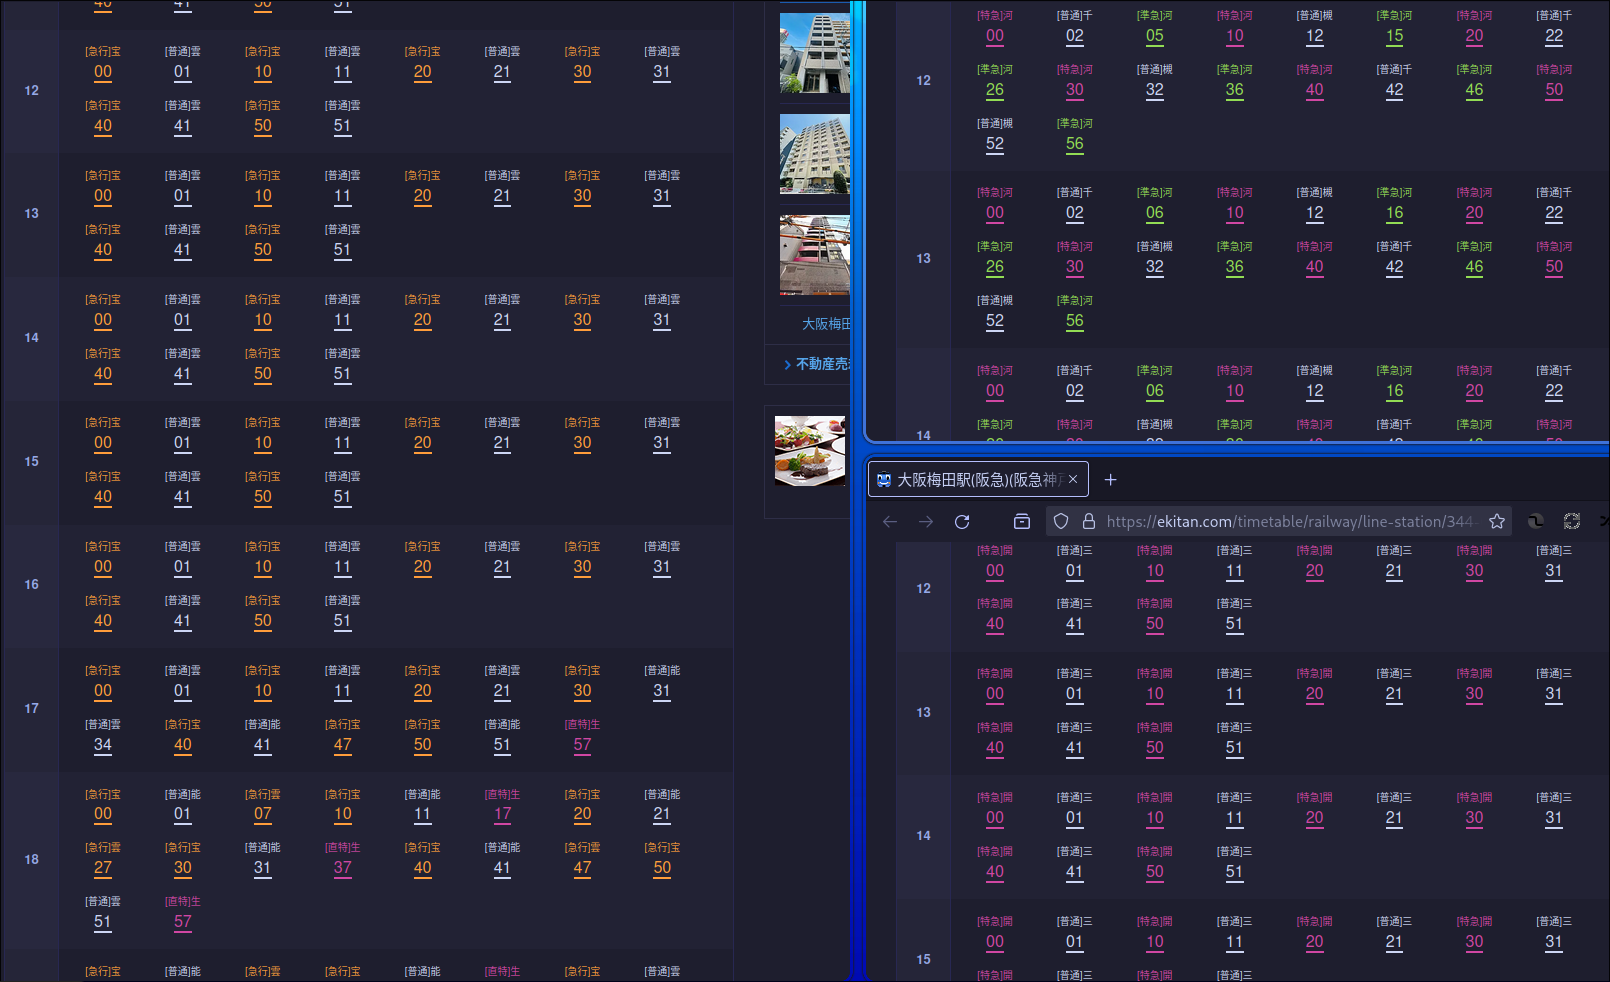 40 41 50 51
[急行]宝 [普通]雲 [急行]宝 [普通]雲 [急行]宝 [普通]雲 [急行]宝 [普通]雲
12
00 01 10 11 20 21 30 31
[急行]宝 [普通]雲 [急行]宝 [普通]雲
40 41 50 51
[急行]宝 [普通]雲 [急行]宝 [普通]雲 [急行]宝 [普通]雲 [急行]宝 [普通]雲
13
00 01 10 11 20 21 30 31
[急行]宝 [普通]雲 [急行]宝 [普通]雲
40 41 50 51
[急行]宝 [普通]雲 [急行]宝 [普通]雲 [急行]宝 [普通]雲 [急行]宝 [普通]雲
14
00 01 10 11 20 21 30 31
[急行]宝 [普通]雲 [急行]宝 [普通]雲
40 41 50 51
[急行]宝 [普通]雲 [急行]宝 [普通]雲 [急行]宝 [普通]雲 [急行]宝 [普通]雲
15
00 01 10 11 20 21 30 31
[急行]宝 [普通]雲 [急行]宝 [普通]雲
40 41 50 51
[急行]宝 [普通]雲 [急行]宝 [普通]雲 [急行]宝 [普通]雲 [急行]宝 [普通]雲
16
00 01 10 11 20 21 30 31
[急行]宝 [普通]雲 [急行]宝 [普通]雲
40 41 50 51
[急行]宝 [普通]雲 [急行]宝 [普通]雲 [急行]宝 [普通]雲 [急行]宝 [普通]能
17
00 01 10 11 20 21 30 31
[普通]雲 [急行]宝 [普通]能 [急行]宝 [急行]宝 [普通]能 [直特]生
34 40 41 47 50 51 57
[急行]宝 [普通]能 [急行]雲 [急行]宝 [普通]能 [直特]生 [急行]宝 [普通]能
18
00 01 07 10 11 17 20 21
[急行]雲 [急行]宝 [普通]能 [直特]生 [急行]宝 [普通]能 [急行]雲 [急行]宝
27 30 31 37 40 41 47 50
[普通]雲 [直特]生
51 57
[急行]宝 [普通]能 [急行]雲 [急行]宝 [普通]能 [直特]生 [急行]宝 [普通]雲
大阪梅田
不動産売
[特急]河 [普通]千 [準急]河 [特急]河 [普通]槻 [準急]河 [特急]河 [普通]千
12
00 02 05 10 12 15 20 22
[準急]河 [特急]河 [普通]槻 [準急]河 [特急]河 [普通]千 [準急]河 [特急]河
26 30 32 36 40 42 46 50
[普通]槻 [準急]河
52 56
[特急]河 [普通]千 [準急]河 [特急]河 [普通]槻 [準急]河 [特急]河 [普通]千
13
00 02 06 10 12 16 20 22
[準急]河 [特急]河 [普通]槻 [準急]河 [特急]河 [普通]千 [準急]河 [特急]河
26 30 32 36 40 42 46 50
[普通]槻 [準急]河
52 56
[特急]河 [普通]千 [準急]河 [特急]河 [普通]槻 [準急]河 [特急]河 [普通]千
14
00 02 06 10 12 16 20 22
[準急]河 [特急]河 [普通]槻 [準急]河 [特急]河 [普通]千 [準急]河 [特急]河
大阪梅田駅(阪急)(阪急神
https://ekitan.com/timetable/railway/line-station/344-
[特急]開 [普通]三 [特急]開 [普通]三 [特急]開 [普通]三 [特急]開 [普通]三
12
00 01 10 11 20 21 30 31
[特急]開 [普通]三 [特急]開 [普通]三
40 41 50 51
[特急]開 [普通]三 [特急]開 [普通]三 [特急]開 [普通]三 [特急]開 [普通]三
13
00 01 10 11 20 21 30 31
[特急]開 [普通]三 [特急]開 [普通]三
40 41 50 51
[特急]開 [普通]三 [特急]開 [普通]三 [特急]開 [普通]三 [特急]開 [普通]三
14
00 01 10 11 20 21 30 31
[特急]開 [普通]三 [特急]開 [普通]三
40 41 50 51
[特急]開 [普通]三 [特急]開 [普通]三 [特急]開 [普通]三 [特急]開 [普通]三
15
00 01 10 11 20 21 30 31
[特急]開 [普通]三 [特急]開 [普通]三